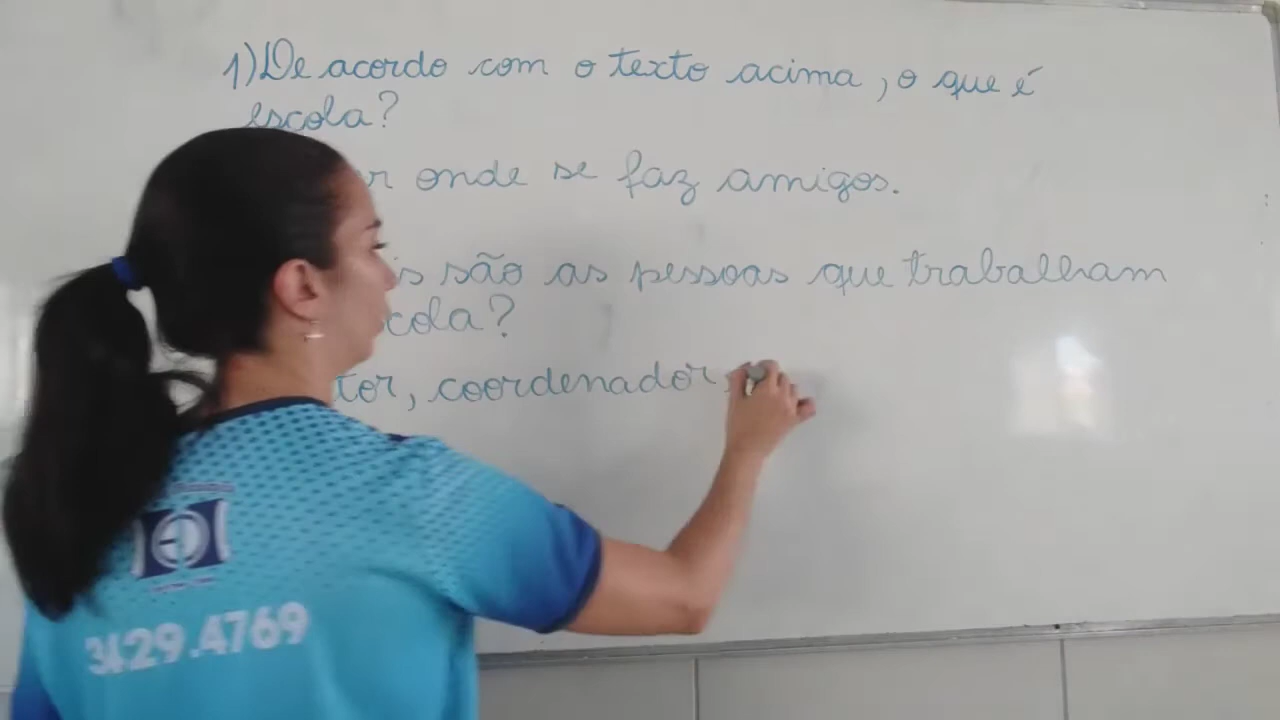 1) De acordo com o texto acima, o que é
escola?
r onde se faz amigos.
is são as pessoas que trabalham
cola?
tor, coordenador,
3429.4769